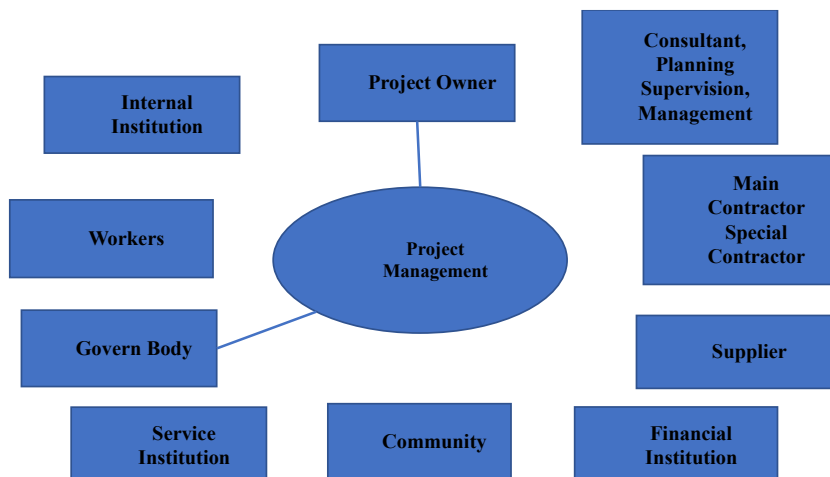 Project Owner
Consultant,
Planning
Supervision,
Management
Internal
Institution
Main
Contractor
Special
Contractor
Workers
Project
Management
Govern Body
Supplier
Service
Institution
Community
Financial
Institution